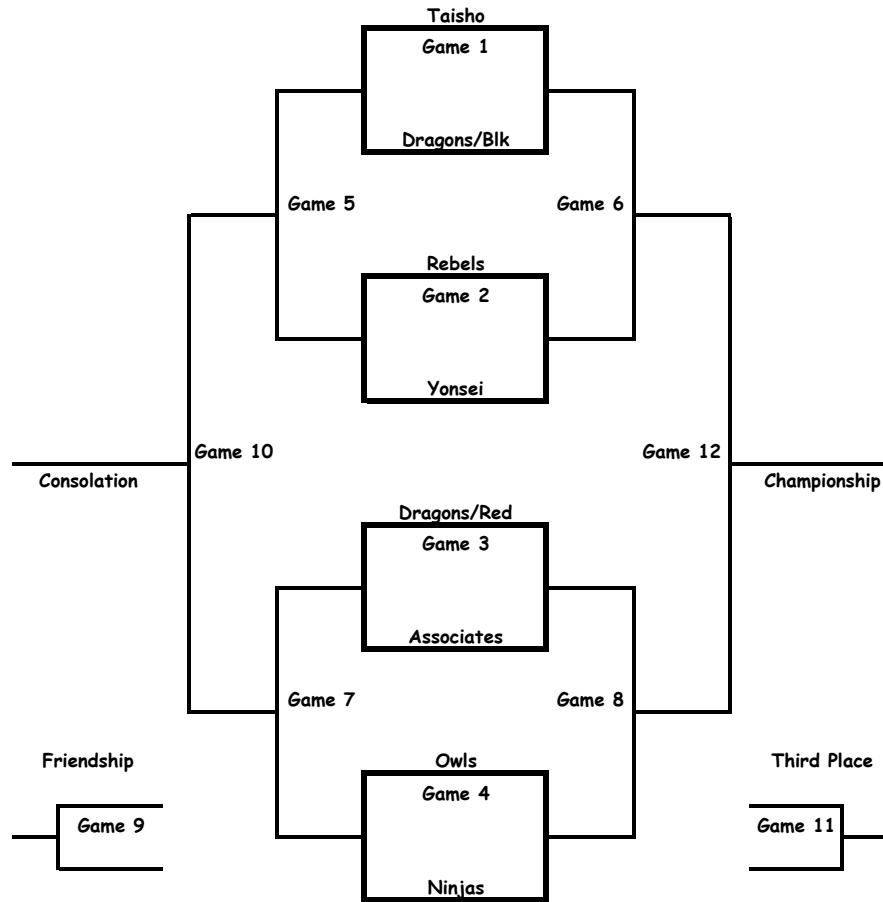 Taisho
Game 1
Dragons/Blk
Game 5
Game 6
Rebels
Game 2
Yonsei
Game 10
Game 12
Consolation
Championship
Dragons/Red
Game 3
Associates
Game 7
Game 8
Friendship
Owls
Third Place
Game 4
Game 9
Game 11
Ninjas